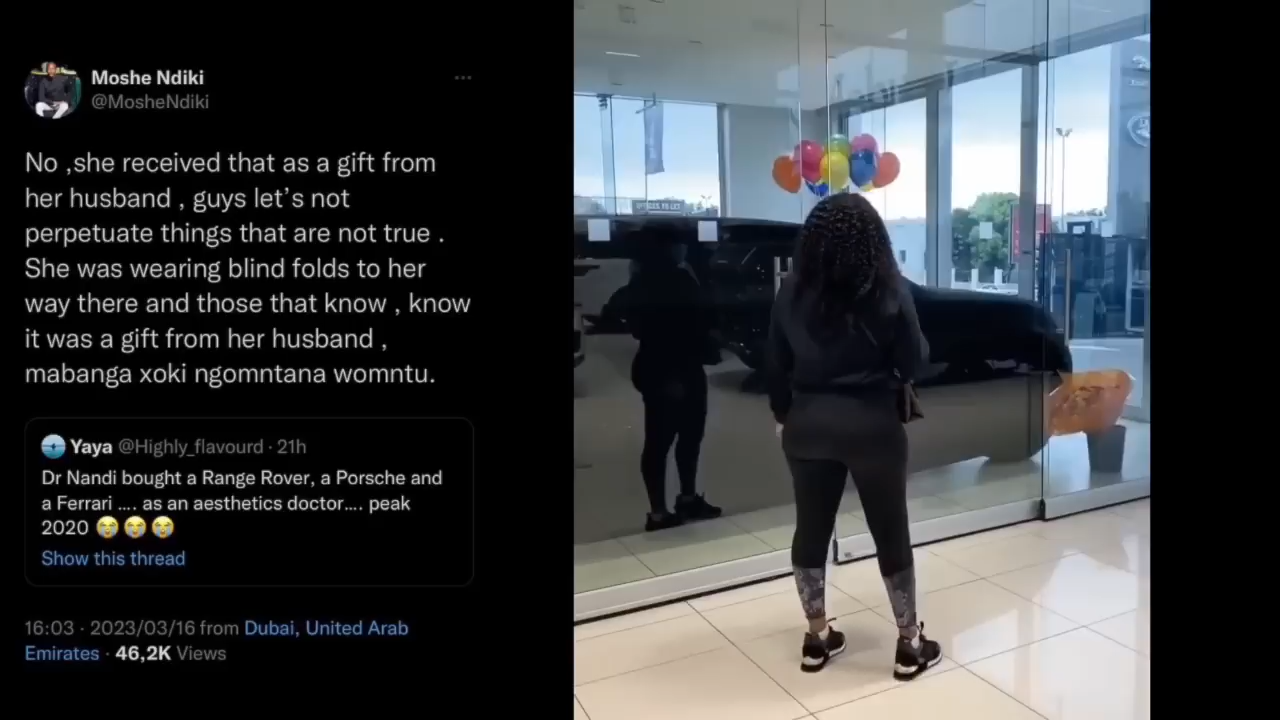 Moshe Ndiki
@MosheNdiki
No ,she received that as a gift from
her husband , guys let’s not
perpetuate things that are not true .
She was wearing blind folds to her
way there and those that know , know
it was a gift from her husband ,
mabanga xoki ngomntana womntu.
Yaya @Highly_flavourd · 21h
Dr Nandi bought a Range Rover, a Porsche and
a Ferrari .... as an aesthetics doctor.... peak
2020 😭😭😭
Show this thread
16:03 · 2023/03/16 from Dubai, United Arab
Emirates · 46,2K Views